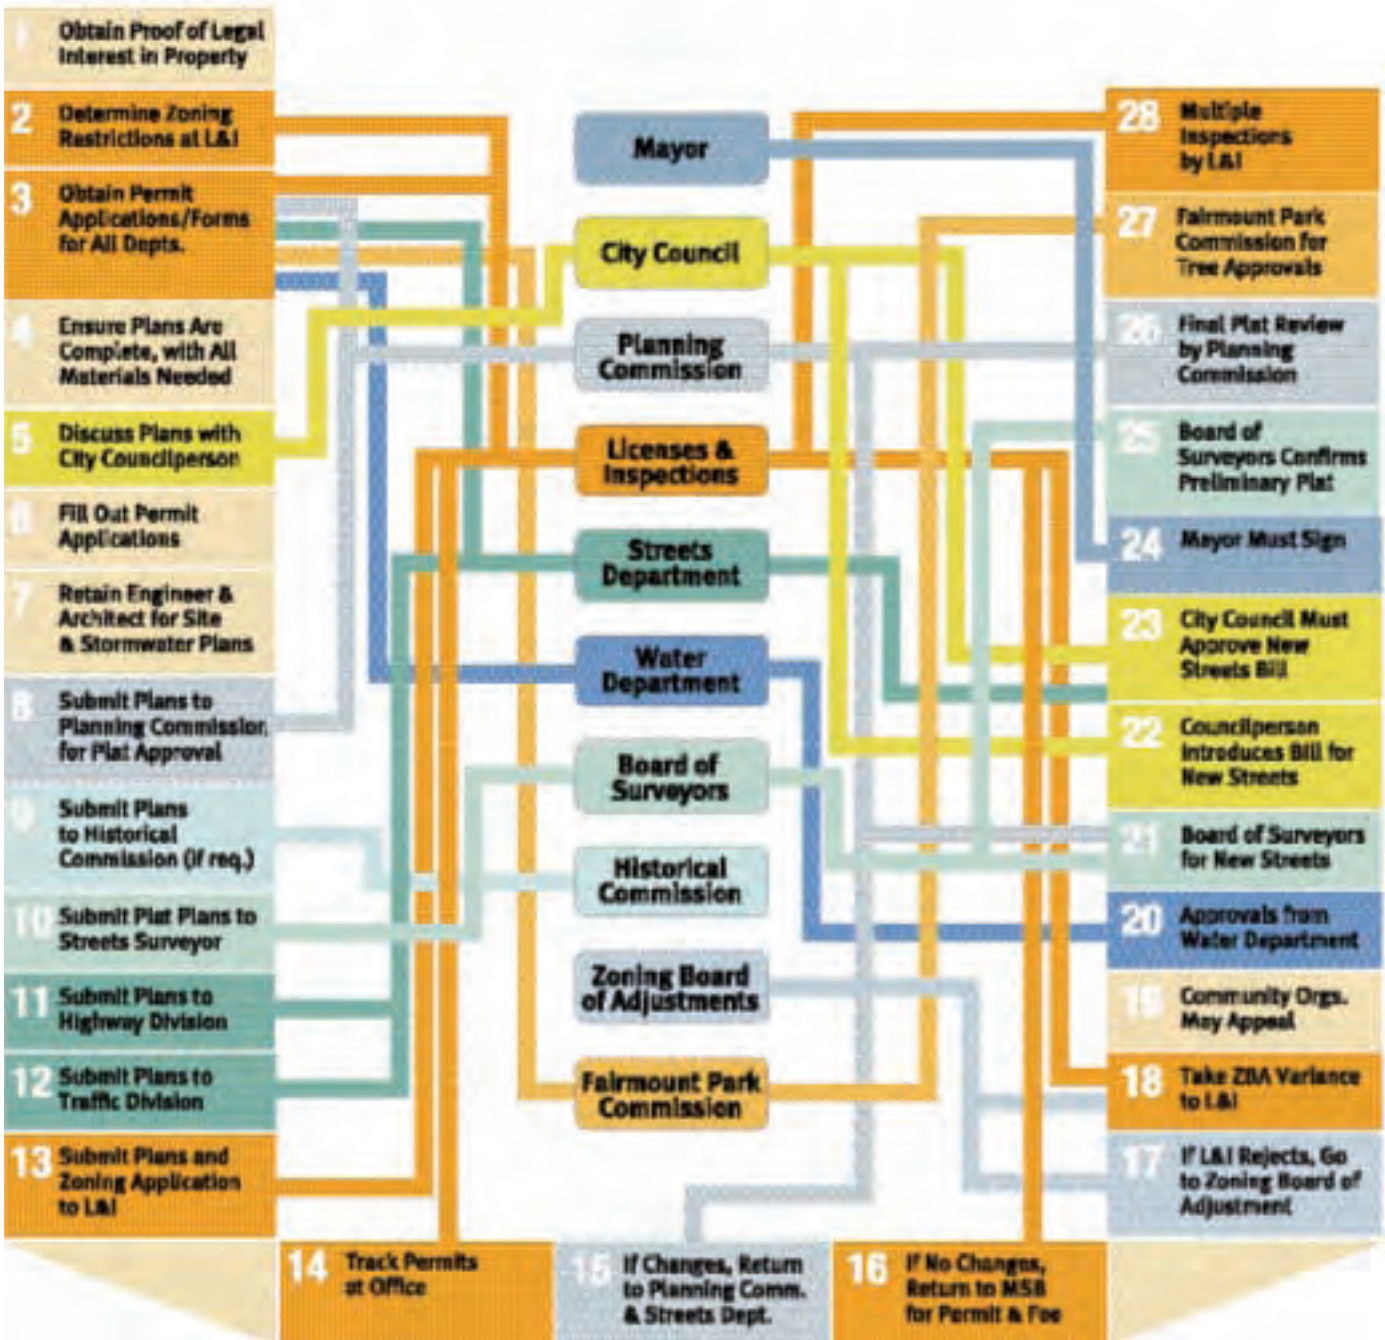 1
Obtain Proof of Legal
Interest in Property
2
Determine Zoning
Restrictions at L&I
3
Obtain Permit
Applications/Forms
for All Depts.
4
Ensure Plans Are
Complete, with All
Materials Needed
5
Discuss Plans with
City Councilperson
6
Fill Out Permit
Applications
7
Retain Engineer &
Architect for Site
& Stormwater Plans
8
Submit Plans to
Planning Commission
for Plat Approval
9
Submit Plans
to Historical
Commission (if req.)
10
Submit Plat Plans to
Streets Surveyor
11
Submit Plans to
Highway Division
12
Submit Plans to
Traffic Division
13
Submit Plans and
Zoning Application
to L&I
14
Track Permits
at Office
15
If Changes, Return
to Planning Comm.
& Streets Dept.
16
If No Changes,
Return to MSB
for Permit & Fee
Mayor
City Council
Planning
Commission
Licenses &
Inspections
Streets
Department
Water
Department
Board of
Surveyors
Historical
Commission
Zoning Board
of Adjustments
Fairmount Park
Commission
28
Multiple
Inspections
by L&I
27
Fairmount Park
Commission for
Tree Approvals
26
Final Plat Review
by Planning
Commission
25
Board of
Surveyors Confirms
Preliminary Plat
24
Mayor Must Sign
23
City Council Must
Approve New
Streets Bill
22
Councilperson
Introduces Bill for
New Streets
21
Board of Surveyors
for New Streets
20
Approvals from
Water Department
19
Community Orgs.
May Appeal
18
Take ZBA Variance
to L&I
17
If L&I Rejects, Go
to Zoning Board of
Adjustment